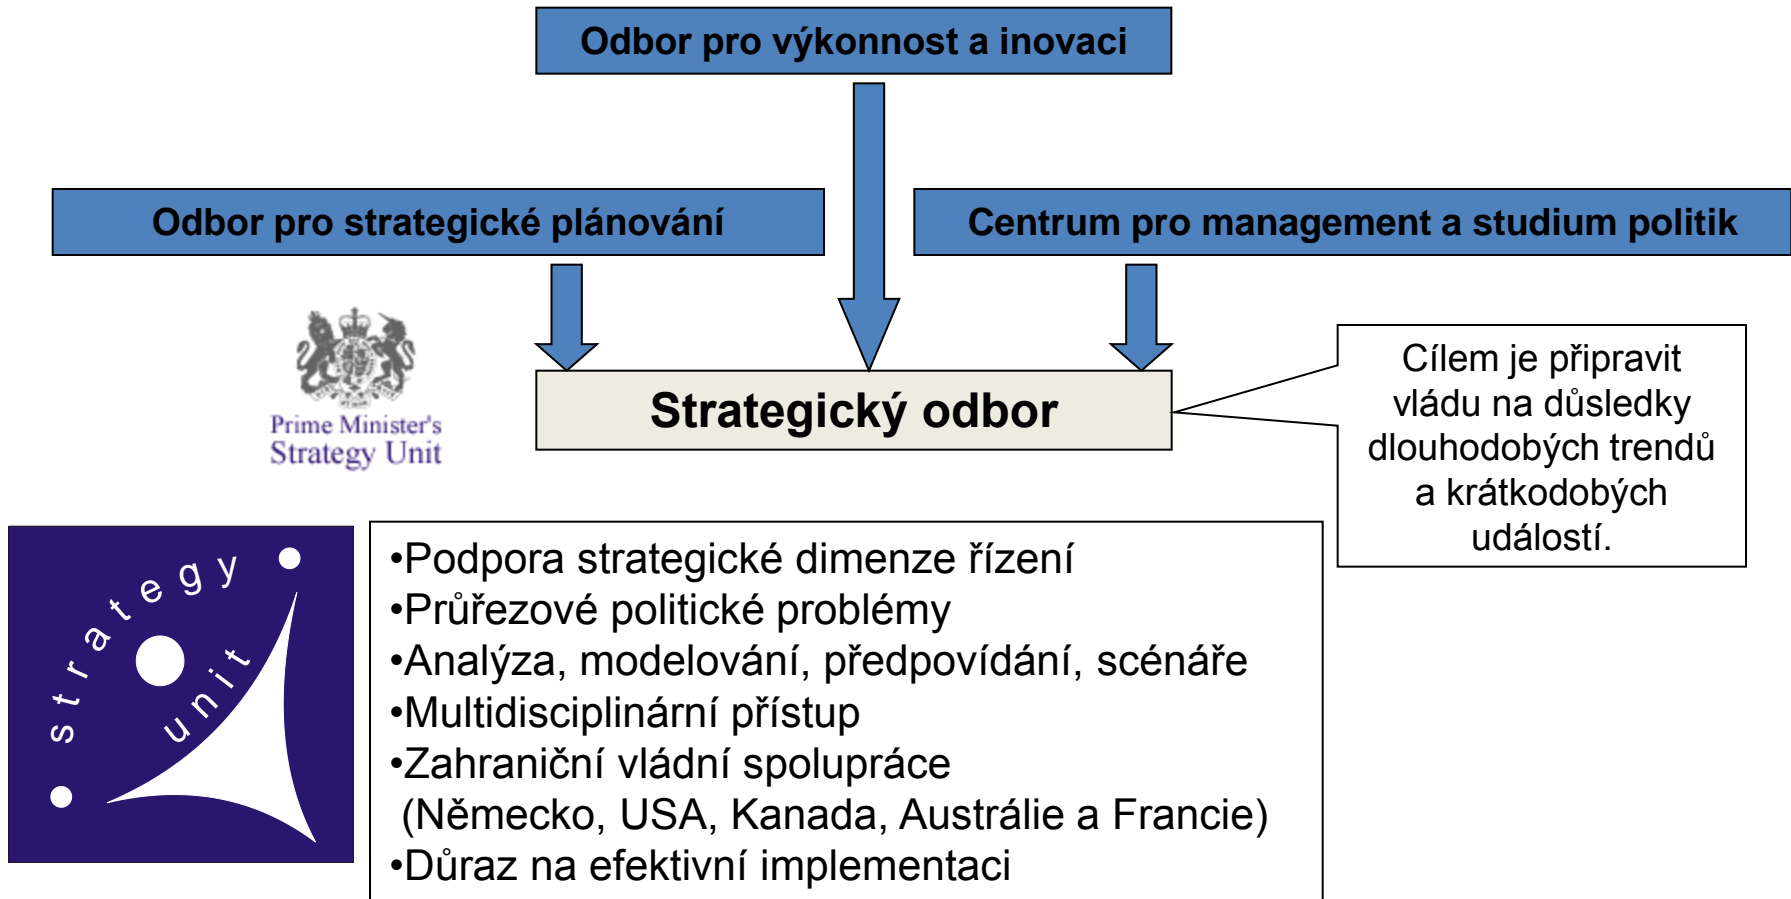 Odbor pro výkonnost a inovaci
Odbor pro strategické plánování
Centrum pro management a studium politik
Prime Minister's
Strategy Unit
Strategický odbor
Cílem je připravit
vládu na důsledky
dlouhodobých trendů
a krátkodobých
událostí.
strategy
unit
•Podpora strategické dimenze řízení
•Průřezové politické problémy
•Analýza, modelování, předpovídání, scénáře
•Multidisciplinární přístup
•Zahraniční vládní spolupráce
(Německo, USA, Kanada, Austrálie a Francie)
•Důraz na efektivní implementaci